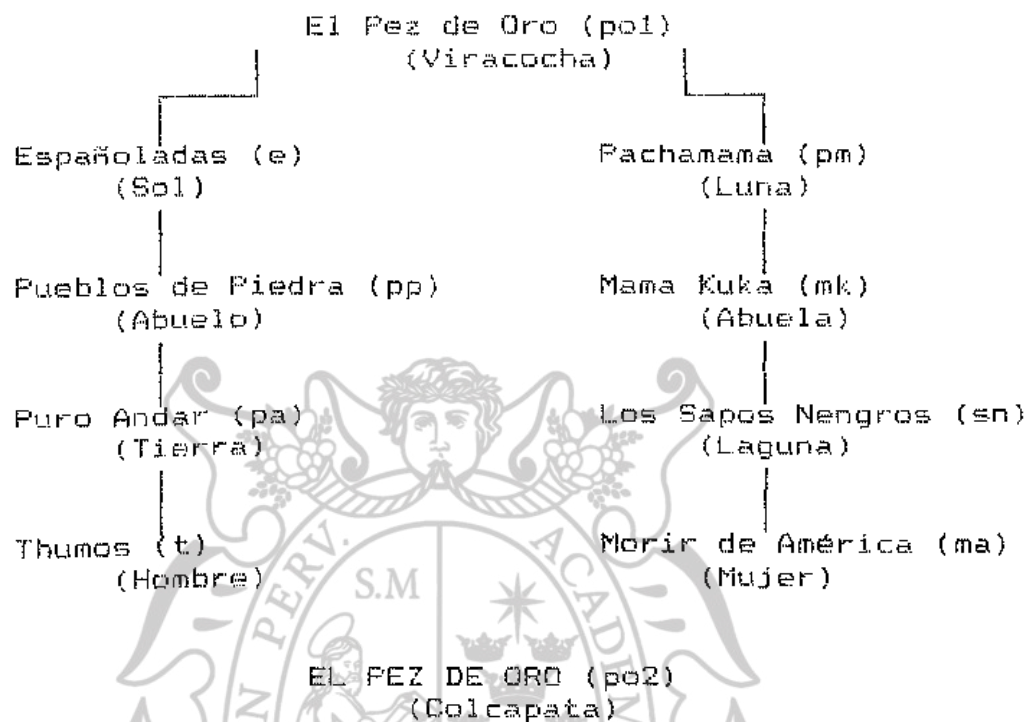 El Pez de Oro (po1)
(Viracocha)
Españoladas (e)
(Sol)
Pachamama (pm)
(Luna)
Pueblos de Piedra (pp)
(Abuelo)
Mama Kuka (mk)
(Abuela)
Puro Andar (pa)
(Tierra)
Los Sapos Nengros (sn)
(Laguna)
Thumos (t)
(Hombre)
Morir de América (ma)
(Mujer)
EL PEZ DE ORO (po2)
(Colcapata)
S.M
PERV.
ACADE